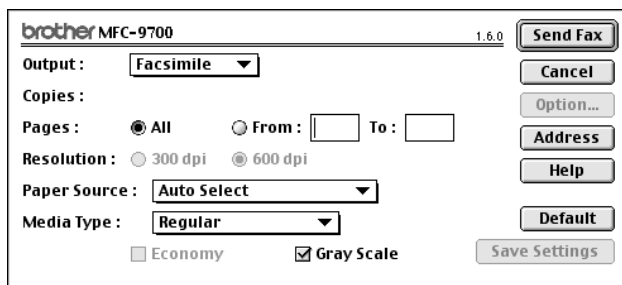 brother MFC-9700 1.6.0 Send Fax
Output : Facsimile Cancel
Copies : Option...
Pages : All From : To : Address
Resolution : 300 dpi 600 dpi
Paper Source : Auto Select Help
Media Type : Regular Default
Economy Gray Scale Save Settings